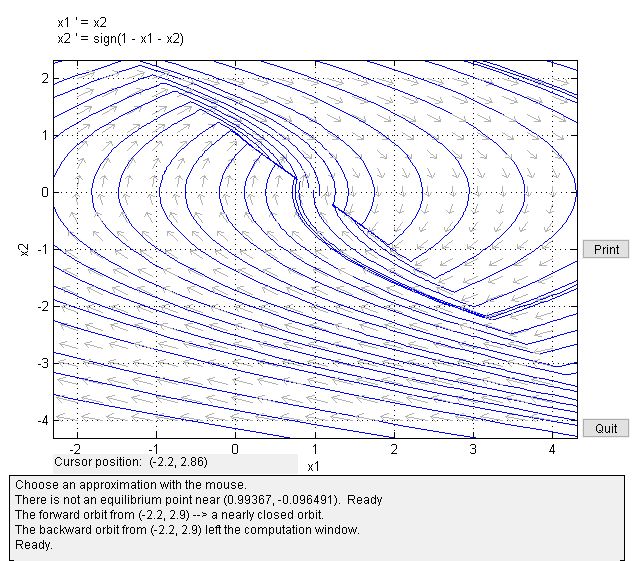 x1 ' = x2
x2 ' = sign(1 - x1 - x2)
2
1
0
-1
-2
-3
-4
x2
-2
-1
0
1
2
3
4
x1
Print
Quit
Cursor position: (-2.2, 2.86)
Choose an approximation with the mouse.
There is not an equilibrium point near (0.99367, -0.096491). Ready
The forward orbit from (-2.2, 2.9) --> a nearly closed orbit.
The backward orbit from (-2.2, 2.9) left the computation window.
Ready.